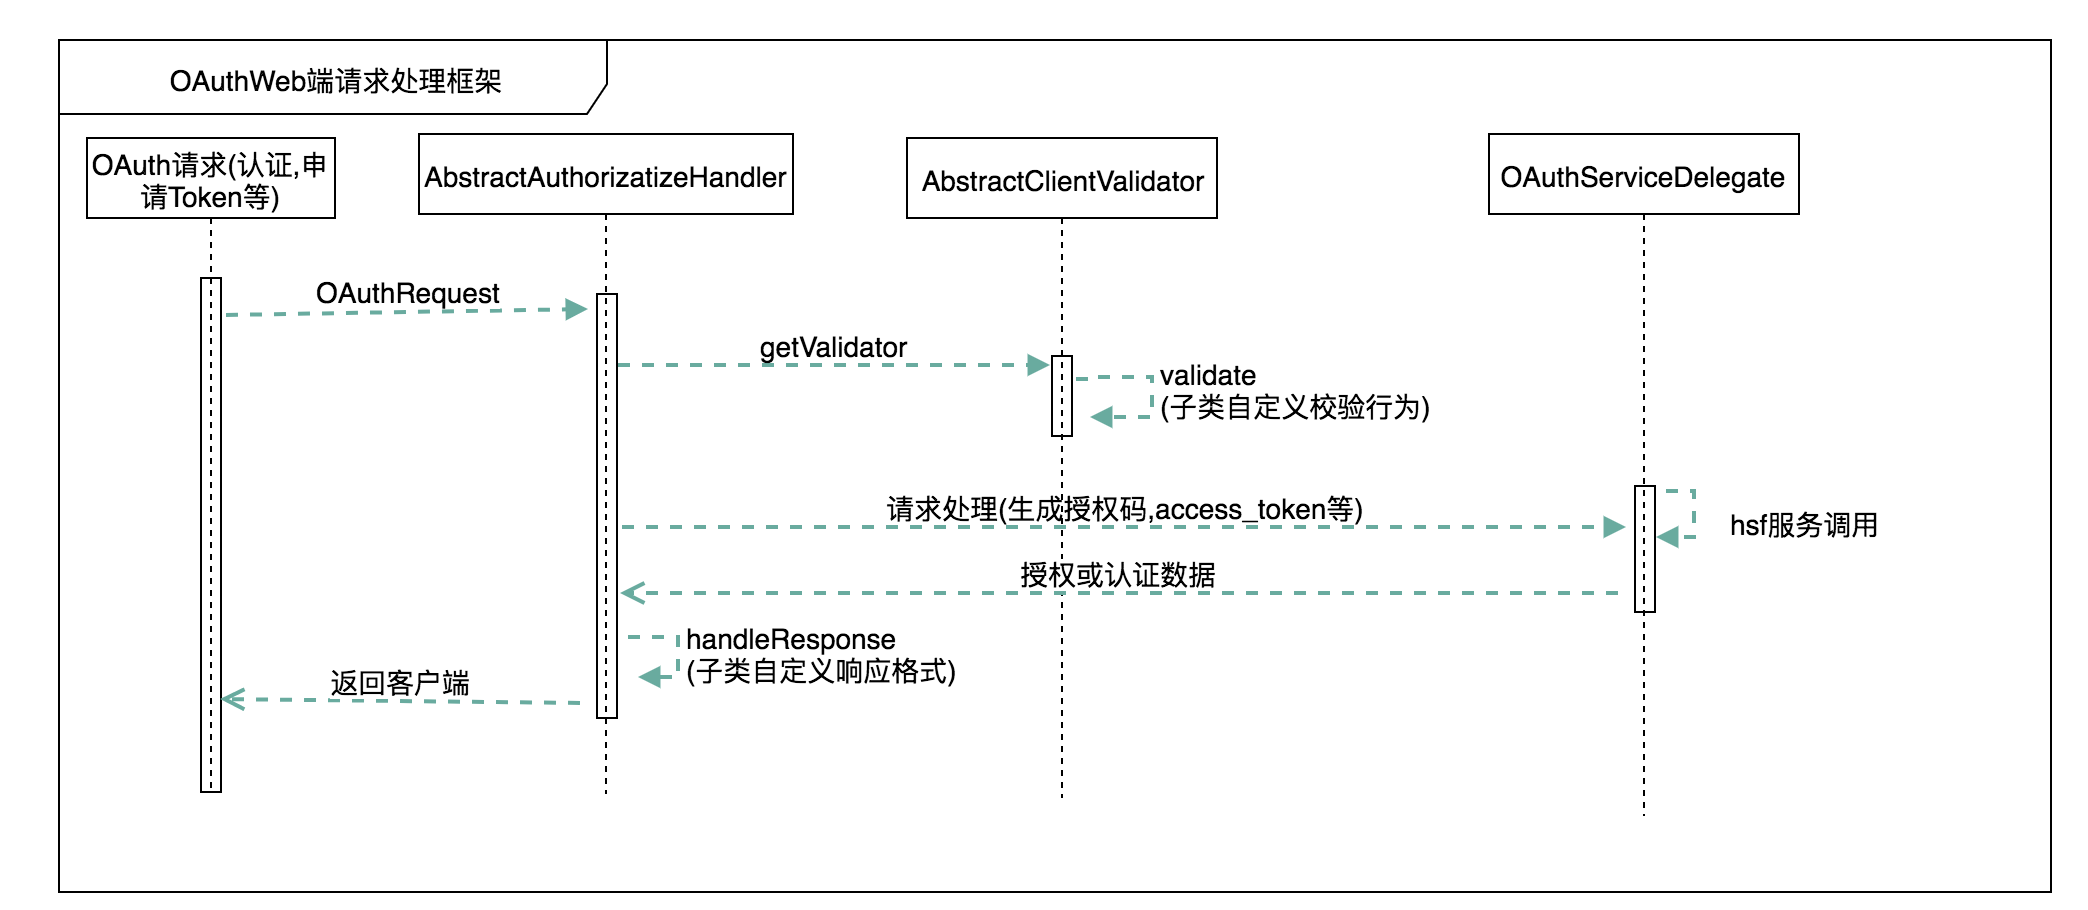 OAuthWeb端请求处理框架
OAuth请求(认证,申
请Token等)
AbstractAuthorizatizeHandler
AbstractClientValidator
OAuthServiceDelegate
OAuthRequest
getValidator
validate
(子类自定义校验行为)
请求处理(生成授权码,access_token等)
hsf服务调用
授权或认证数据
handleResponse
(子类自定义响应格式)
返回客户端